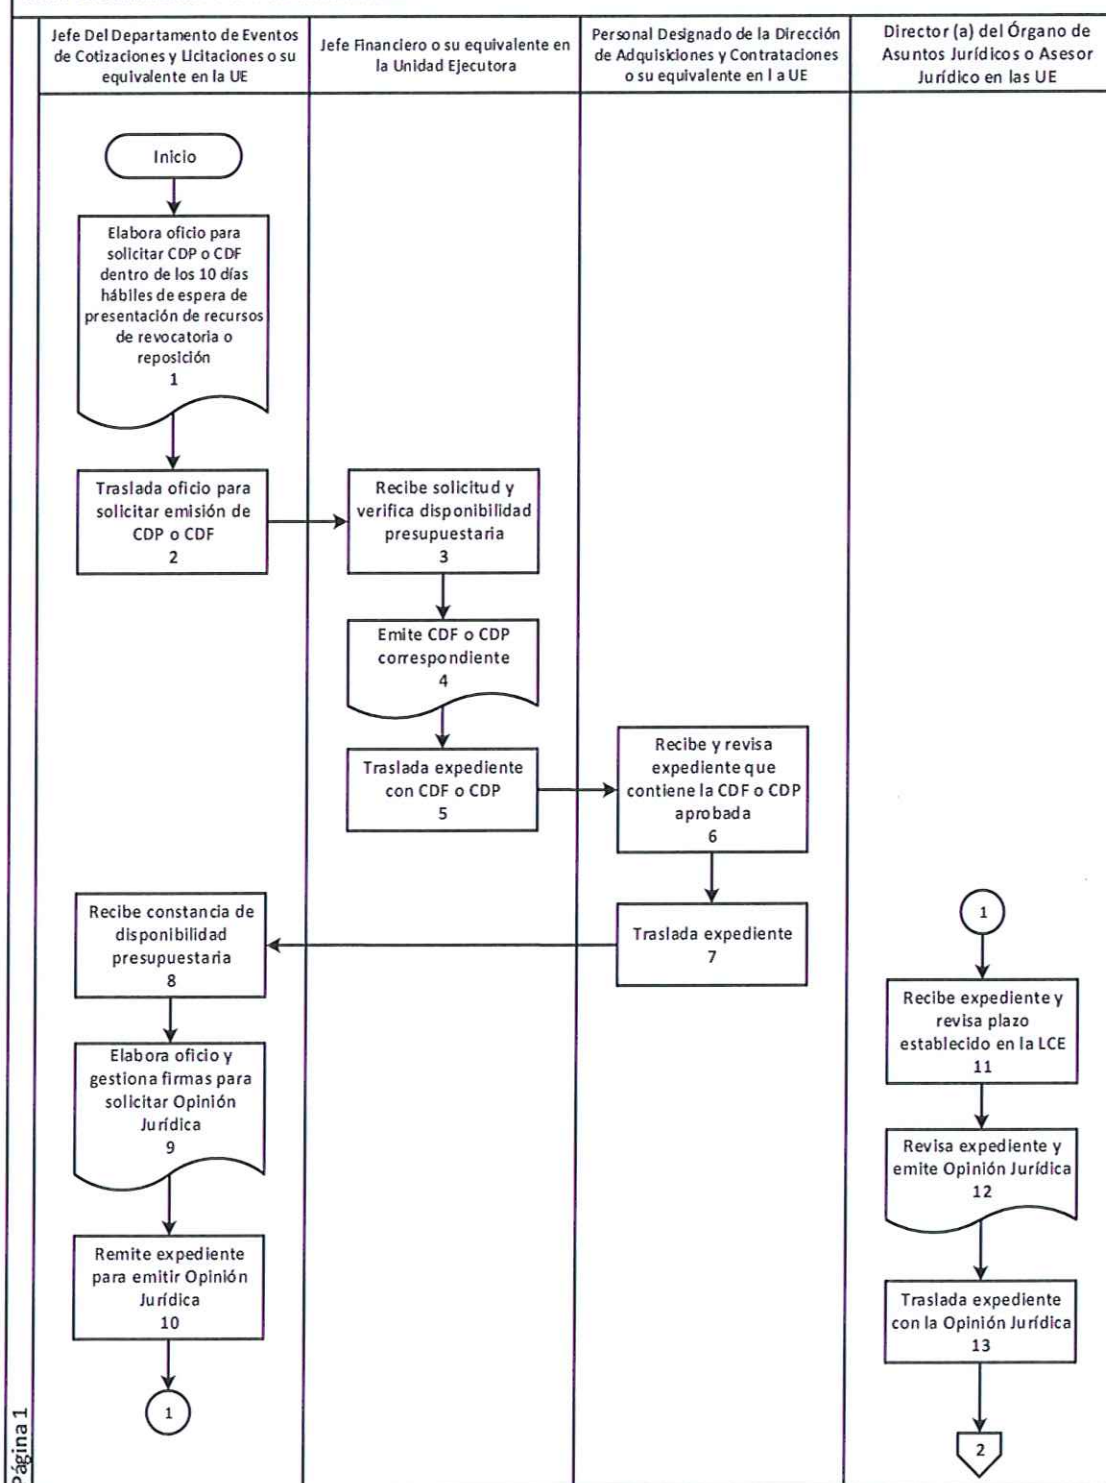 Jefe Del Departamento de Eventos
de Cotizaciones y Licitaciones o su
equivalente en la UE
Jefe Financiero o su equivalente en
la Unidad Ejecutora
Personal Designado de la Dirección
de Adquisiciones y Contrataciones
o su equivalente en l a UE
Director (a) del Órgano de
Asuntos Jurídicos o Asesor
Jurídico en las UE
Inicio
Elabora oficio para
solicitar CDP o CDF
dentro de los 10 días
hábiles de espera de
presentación de recursos
de revocatoria o
reposición
1
Traslada oficio para
solicitar emisión de
CDP o CDF
2
Recibe solicitud y
verifica disponibilidad
presupuestaria
3
Emite CDF o CDP
correspondiente
4
Traslada expediente
con CDF o CDP
5
Recibe y revisa
expediente que
contiene la CDF o CDP
aprobada
6
Traslada expediente
7
Recibe constancia de
disponibilidad
presupuestaria
8
Elabora oficio y
gestiona firmas para
solicitar Opinión
Jurídica
9
Remite expediente
para emitir Opinión
Jurídica
10
1
1
Recibe expediente y
revisa plazo
establecido en la LCE
11
Revisa expediente y
emite Opinión Jurídica
12
Traslada expediente
con la Opinión Jurídica
13
2
Página 1